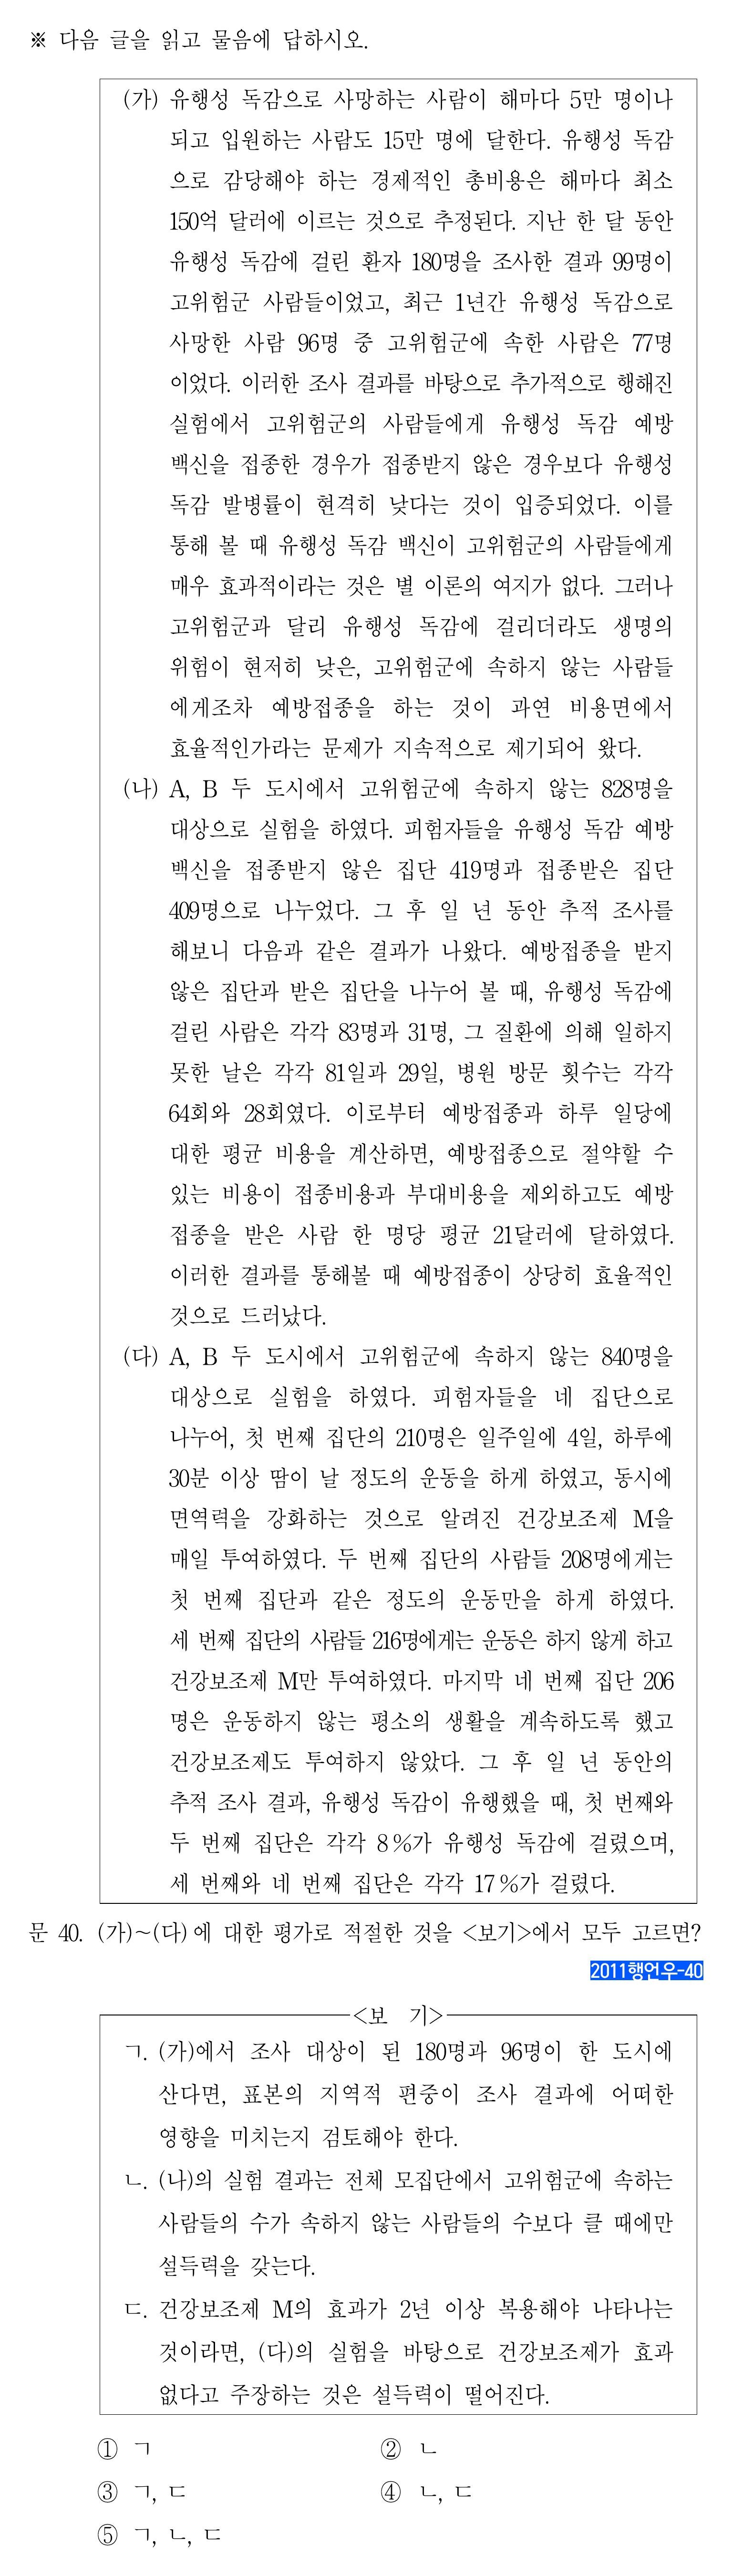 ※ 다음 글을 읽고 물음에 답하시오.
(가) 유행성 독감으로 사망하는 사람이 해마다 5만 명이나
되고 입원하는 사람도 15만 명에 달한다. 유행성 독감
으로 감당해야 하는 경제적인 총비용은 해마다 최소
150억 달러에 이르는 것으로 추정된다. 지난 한 달 동안
유행성 독감에 걸린 환자 180명을 조사한 결과 99명이
고위험군 사람들이었고, 최근 1년간 유행성 독감으로
사망한 사람 96명 중 고위험군에 속한 사람은 77명
이었다. 이러한 조사 결과를 바탕으로 추가적으로 행해진
실험에서 고위험군의 사람들에게 유행성 독감 예방
백신을 접종한 경우가 접종받지 않은 경우보다 유행성
독감 발병률이 현격히 낮다는 것이 입증되었다. 이를
통해 볼 때 유행성 독감 백신이 고위험군의 사람들에게
매우 효과적이라는 것은 별 이론의 여지가 없다. 그러나
고위험군과 달리 유행성 독감에 걸리더라도 생명의
위험이 현저히 낮은, 고위험군에 속하지 않는 사람들
에게조차 예방접종을 하는 것이 과연 비용면에서
효율적인가라는 문제가 지속적으로 제기되어 왔다.
(나) A, B 두 도시에서 고위험군에 속하지 않는 828명을
대상으로 실험을 하였다. 피험자들을 유행성 독감 예방
백신을 접종받지 않은 집단 419명과 접종받은 집단
409명으로 나누었다. 그 후 일 년 동안 추적 조사를
해보니 다음과 같은 결과가 나왔다. 예방접종을 받지
않은 집단과 받은 집단을 나누어 볼 때, 유행성 독감에
걸린 사람은 각각 83명과 31명, 그 질환에 의해 일하지
못한 날은 각각 81일과 29일, 병원 방문 횟수는 각각
64회와 28회였다. 이로부터 예방접종과 하루 일당에
대한 평균 비용을 계산하면, 예방접종으로 절약할 수
있는 비용이 접종비용과 부대비용을 제외하고도 예방
접종을 받은 사람 한 명당 평균 21달러에 달하였다.
이러한 결과를 통해볼 때 예방접종이 상당히 효율적인
것으로 드러났다.
(다) A, B 두 도시에서 고위험군에 속하지 않는 840명을
대상으로 실험을 하였다. 피험자들을 네 집단으로
나누어, 첫 번째 집단의 210명은 일주일에 4일, 하루에
30분 이상 땀이 날 정도의 운동을 하게 하였고, 동시에
면역력을 강화하는 것으로 알려진 건강보조제 M을
매일 투여하였다. 두 번째 집단의 사람들 208명에게는
첫 번째 집단과 같은 정도의 운동만을 하게 하였다.
세 번째 집단의 사람들 216명에게는 운동은 하지 않게 하고
건강보조제 M만 투여하였다. 마지막 네 번째 집단 206
명은 운동하지 않는 평소의 생활을 계속하도록 했고
건강보조제도 투여하지 않았다. 그 후 일 년 동안의
추적 조사 결과, 유행성 독감이 유행했을 때, 첫 번째와
두 번째 집단은 각각 8%가 유행성 독감에 걸렸으며,
세 번째와 네 번째 집단은 각각 17%가 걸렸다.
문 40. (가)~(다)에 대한 평가로 적절한 것을 <보기>에서 모두 고르면?
2011행언우-40
<보 기>
ㄱ. (가)에서 조사 대상이 된 180명과 96명이 한 도시에
산다면, 표본의 지역적 편중이 조사 결과에 어떠한
영향을 미치는지 검토해야 한다.
ㄴ. (나)의 실험 결과는 전체 모집단에서 고위험군에 속하는
사람들의 수가 속하지 않는 사람들의 수보다 클 때에만
설득력을 갖는다.
ㄷ. 건강보조제 M의 효과가 2년 이상 복용해야 나타나는
것이라면, (다)의 실험을 바탕으로 건강보조제가 효과
없다고 주장하는 것은 설득력이 떨어진다.
① ㄱ ② ㄴ
③ ㄱ, ㄷ ④ ㄴ, ㄷ
⑤ ㄱ, ㄴ, ㄷ